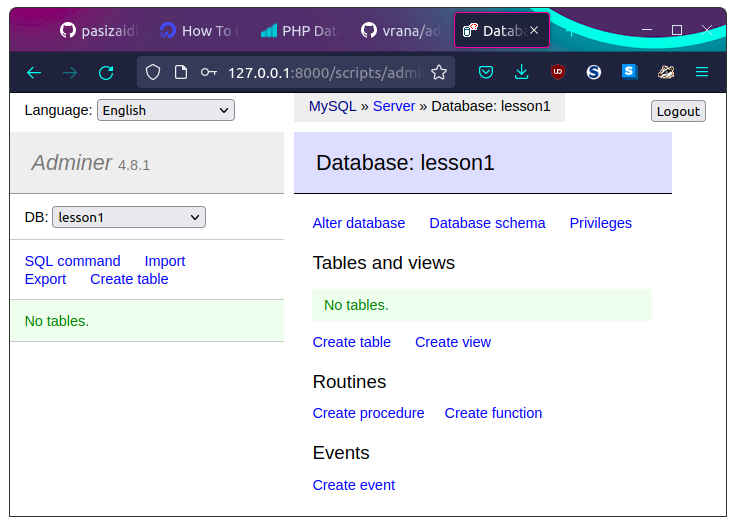 pasizaidi
How To
PHP Dat
vrana/ad
Databa
127.0.0.1:8000/scripts/admi
Language: English
MySQL » Server » Database: lesson1
Logout
Adminer 4.8.1
Database: lesson1
DB: lesson1
SQL command Import
Export Create table
No tables.
Alter database Database schema Privileges
Tables and views
No tables.
Create table Create view
Routines
Create procedure Create function
Events
Create event